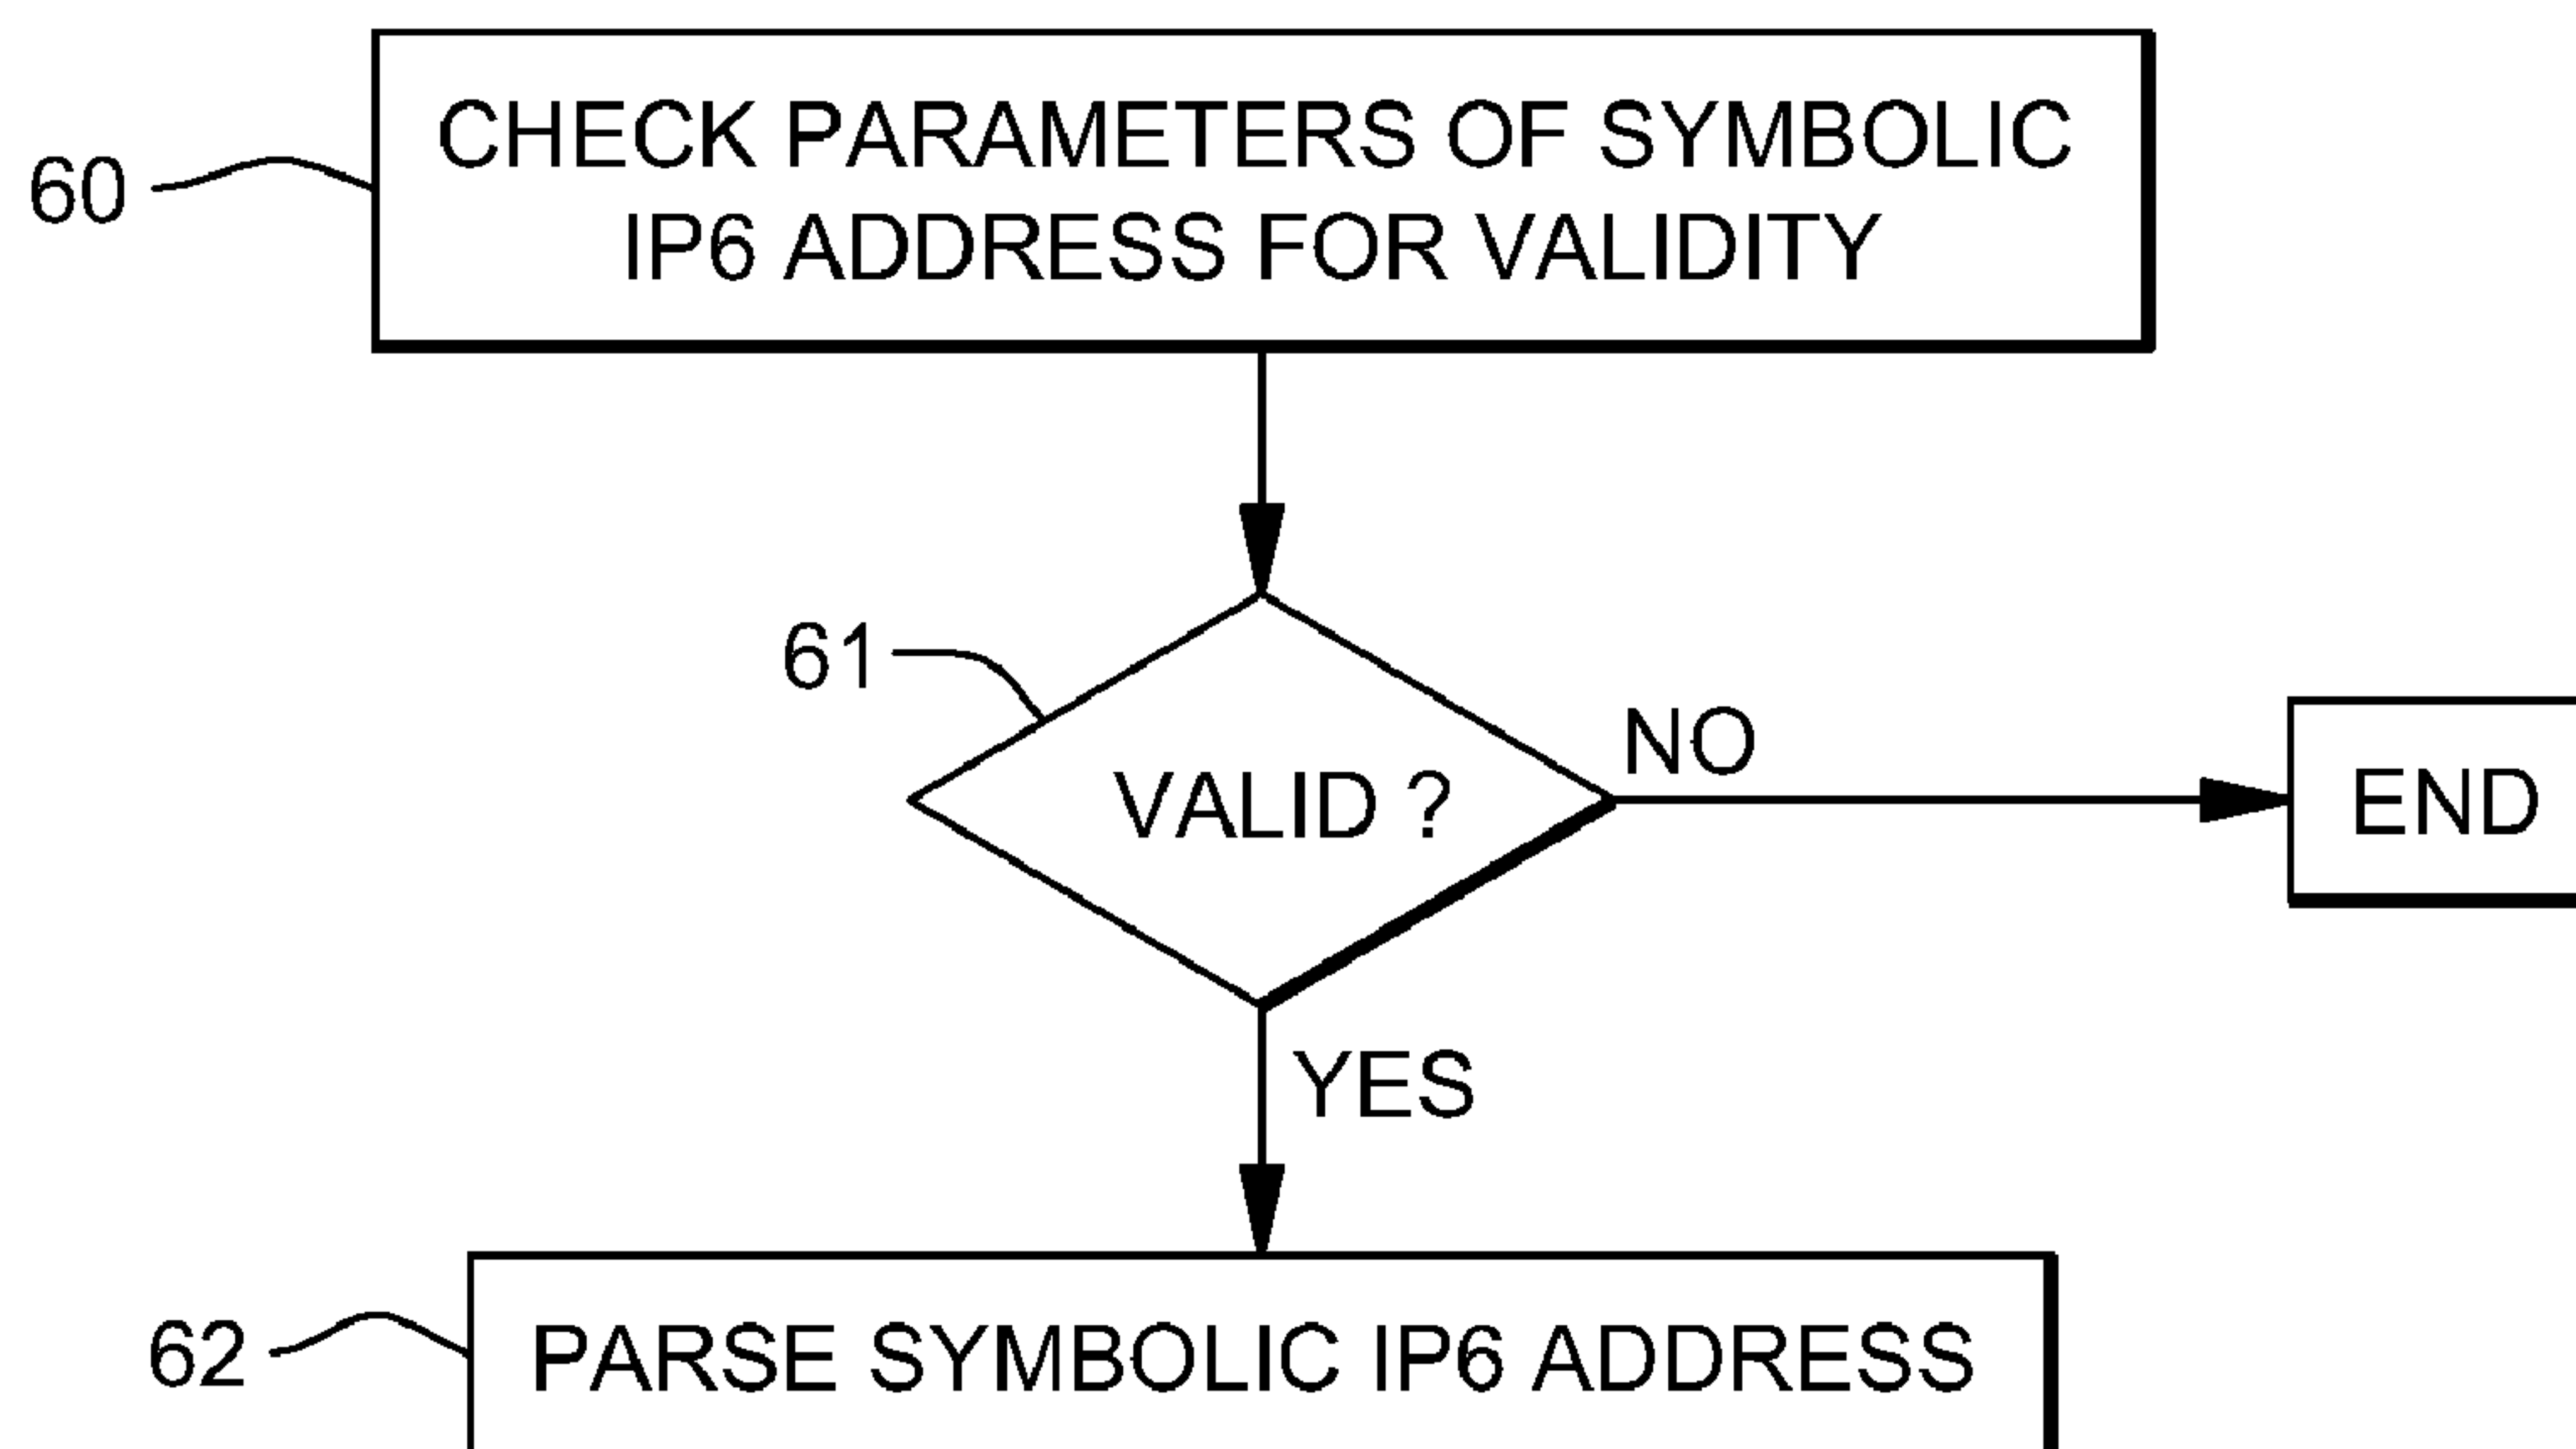 60
CHECK PARAMETERS OF SYMBOLIC
IP6 ADDRESS FOR VALIDITY
61
VALID ?
NO
END
YES
62
PARSE SYMBOLIC IP6 ADDRESS